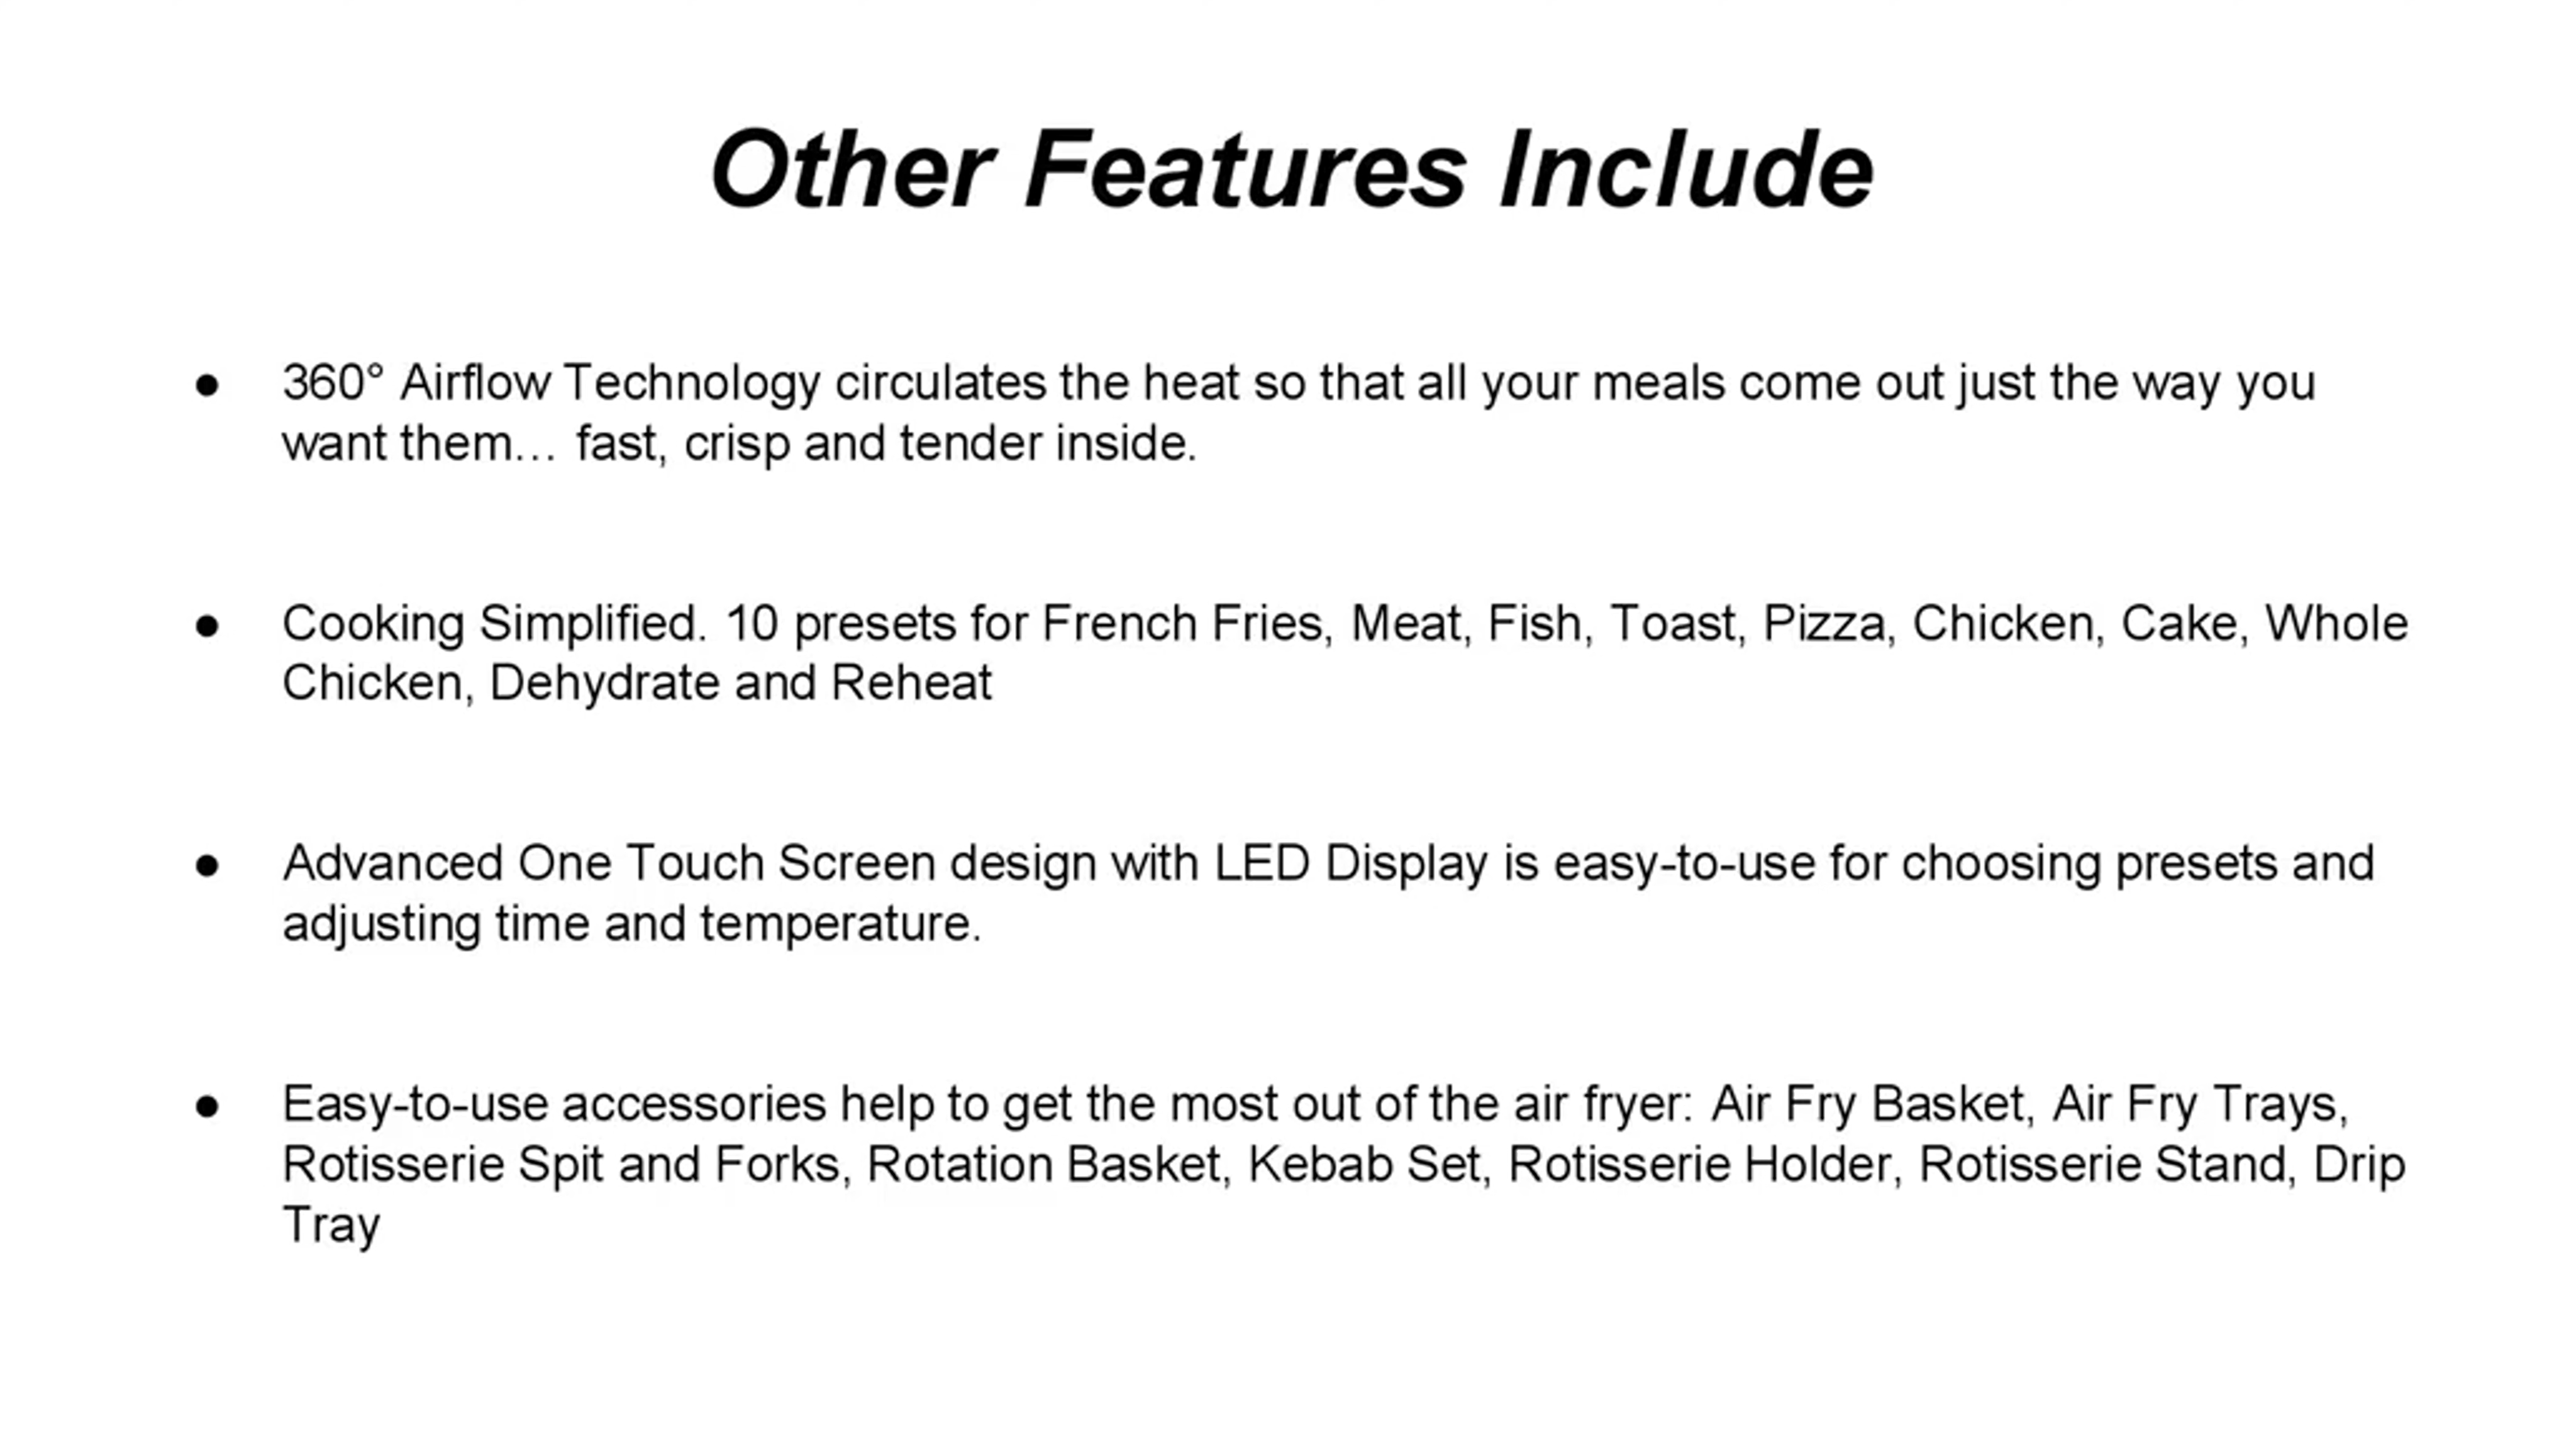 Other Features Include
● 360° Airflow Technology circulates the heat so that all your meals come out just the way you
want them… fast, crisp and tender inside.
● Cooking Simplified. 10 presets for French Fries, Meat, Fish, Toast, Pizza, Chicken, Cake, Whole
Chicken, Dehydrate and Reheat
● Advanced One Touch Screen design with LED Display is easy-to-use for choosing presets and
adjusting time and temperature.
● Easy-to-use accessories help to get the most out of the air fryer: Air Fry Basket, Air Fry Trays,
Rotisserie Spit and Forks, Rotation Basket, Kebab Set, Rotisserie Holder, Rotisserie Stand, Drip
Tray